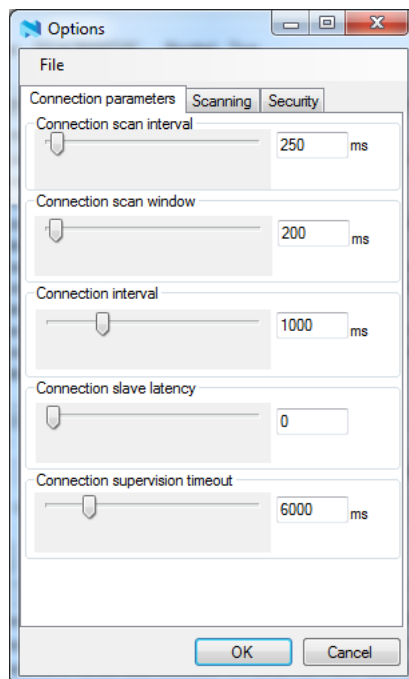 Options
File
Connection parameters Scanning Security
Connection scan interval
250 ms
Connection scan window
200 ms
Connection interval
1000 ms
Connection slave latency
0
Connection supervision timeout
6000 ms
OK Cancel